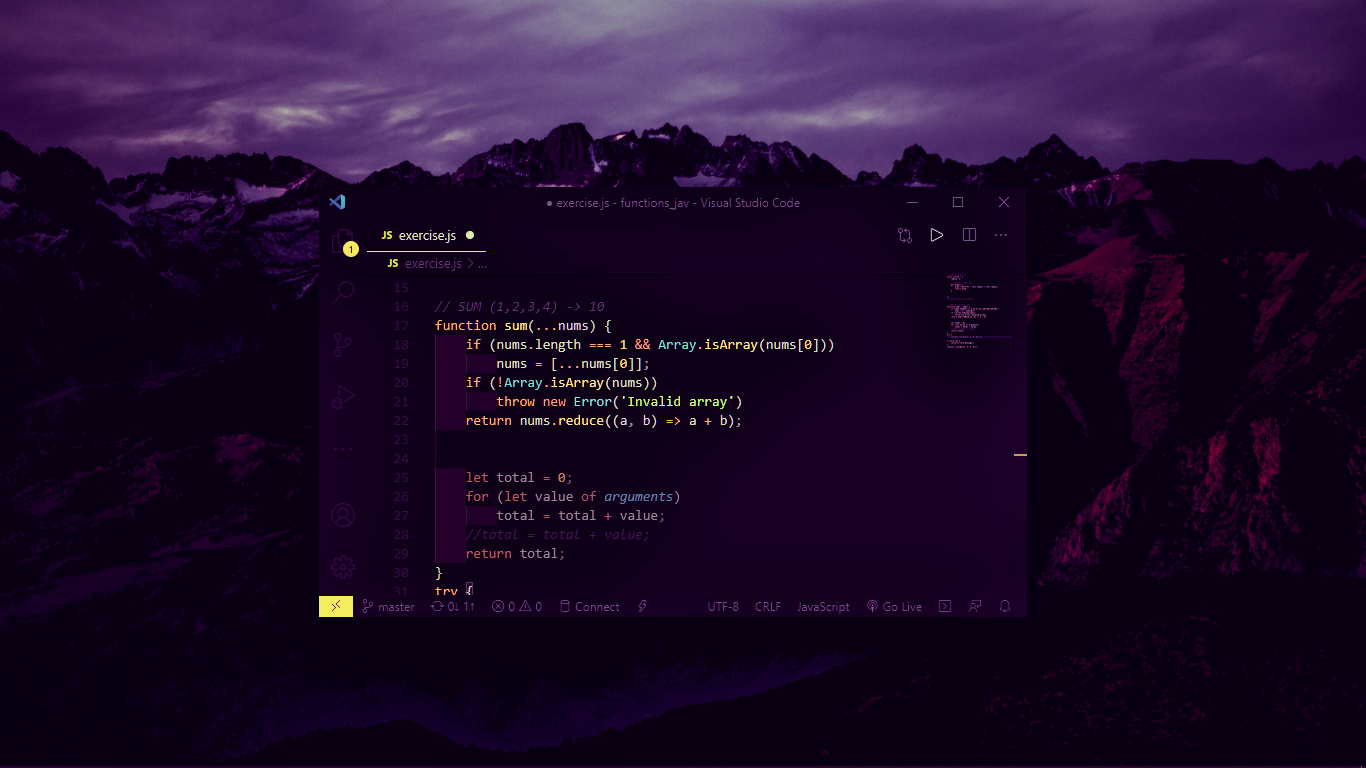 ● exercise.js - functions_jav - Visual Studio Code
JS exercise.js ●
1
JS exercise.js > ...
15
16 // SUM (1,2,3,4) -> 10
17 function sum(...nums) {
18 if (nums.length === 1 && Array.isArray(nums[0]))
19 nums = [...nums[0]];
20 if (!Array.isArray(nums))
21 throw new Error('Invalid array')
22 return nums.reduce((a, b) => a + b);
23
24
25 let total = 0;
26 for (let value of arguments)
27 total = total + value;
28 //total = total + value;
29 return total;
30 }
31 try {
master 0↓ 1↑ 0 0 Connect UTF-8 CRLF JavaScript Go Live